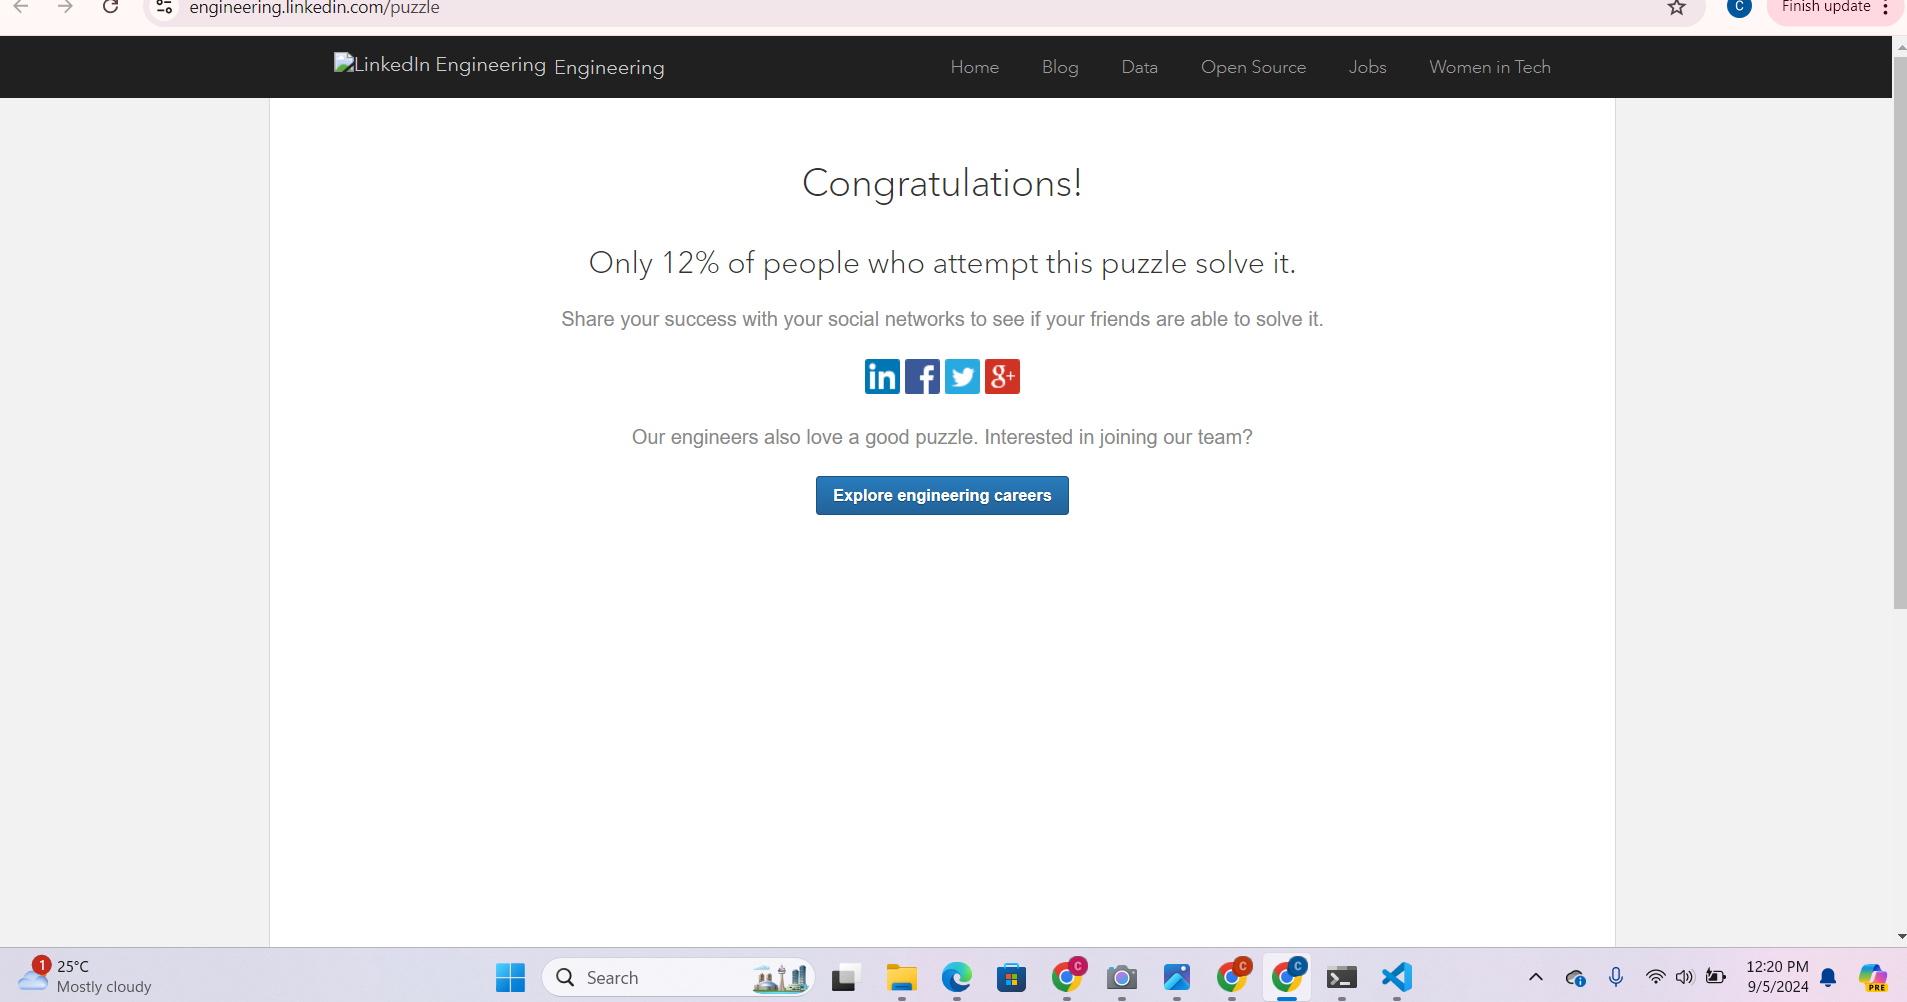 engineering.linkedin.com/puzzle
C
Finish update
LinkedIn Engineering Engineering
Home Blog Data Open Source Jobs Women in Tech
Congratulations!
Only 12% of people who attempt this puzzle solve it.
Share your success with your social networks to see if your friends are able to solve it.
in f g+
Our engineers also love a good puzzle. Interested in joining our team?
Explore engineering careers
1
25°C
Mostly cloudy
Search
C
C
C
12:20 PM
9/5/2024
PRE